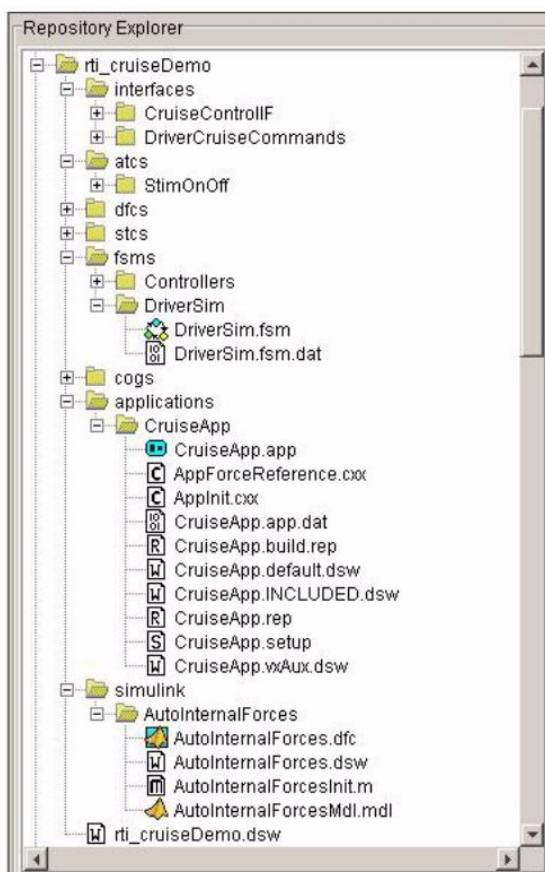 Repository Explorer
rti_cruiseDemo
interfaces
CruiseControlIF
DriverCruiseCommands
atcs
StimOnOff
dfcs
stcs
fsms
Controllers
DriverSim
DriverSim.fsm
DriverSim.fsm.dat
cogs
applications
CruiseApp
CruiseApp.app
AppForceReference.cxx
AppInit.cxx
CruiseApp.app.dat
CruiseApp.build.rep
CruiseApp.default.dsw
CruiseApp.INCLUDED.dsw
CruiseApp.rep
CruiseApp.setup
CruiseApp.vxAux.dsw
simulink
AutoInternalForces
AutoInternalForces.dfc
AutoInternalForces.dsw
AutoInternalForcesInit.m
AutoInternalForcesMdl.mdl
rti_cruiseDemo.dsw